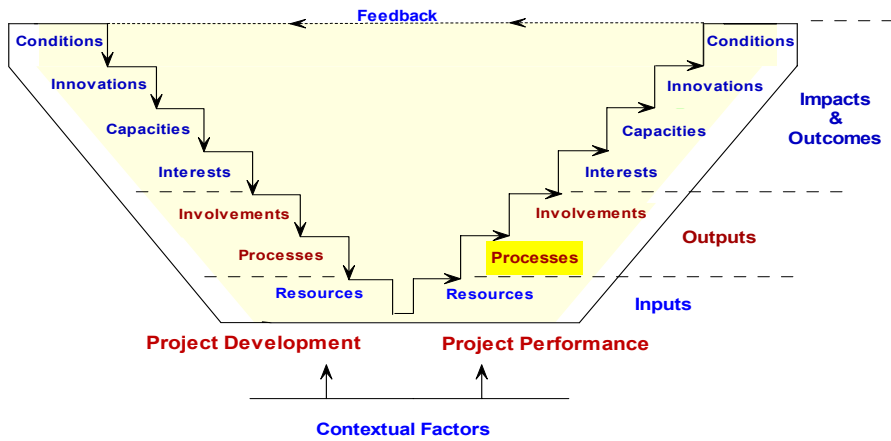 Feedback
Conditions
Conditions
Innovations
Innovations
Impacts
&
Outcomes
Capacities
Capacities
Interests
Interests
Involvements
Involvements
Outputs
Processes
Processes
Resources
Resources
Inputs
Project Development
Project Performance
Contextual Factors